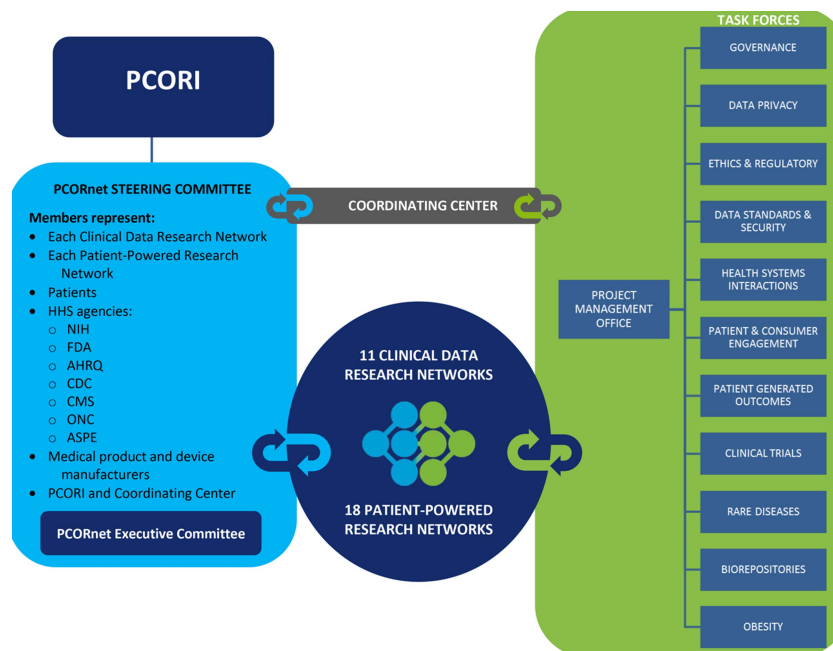 PCORI
PCORnet STEERING COMMITTEE
Members represent:
• Each Clinical Data Research Network
• Each Patient-Powered Research
Network
• Patients
• HHS agencies:
o NIH
o FDA
o AHRQ
o CDC
o CMS
o ONC
o ASPE
• Medical product and device
manufacturers
• PCORI and Coordinating Center
PCORnet Executive Committee
COORDINATING CENTER
11 CLINICAL DATA
RESEARCH NETWORKS
18 PATIENT-POWERED
RESEARCH NETWORKS
TASK FORCES
PROJECT
MANAGEMENT
OFFICE
GOVERNANCE
DATA PRIVACY
ETHICS & REGULATORY
DATA STANDARDS &
SECURITY
HEALTH SYSTEMS
INTERACTIONS
PATIENT & CONSUMER
ENGAGEMENT
PATIENT GENERATED
OUTCOMES
CLINICAL TRIALS
RARE DISEASES
BIOREPOSITORIES
OBESITY